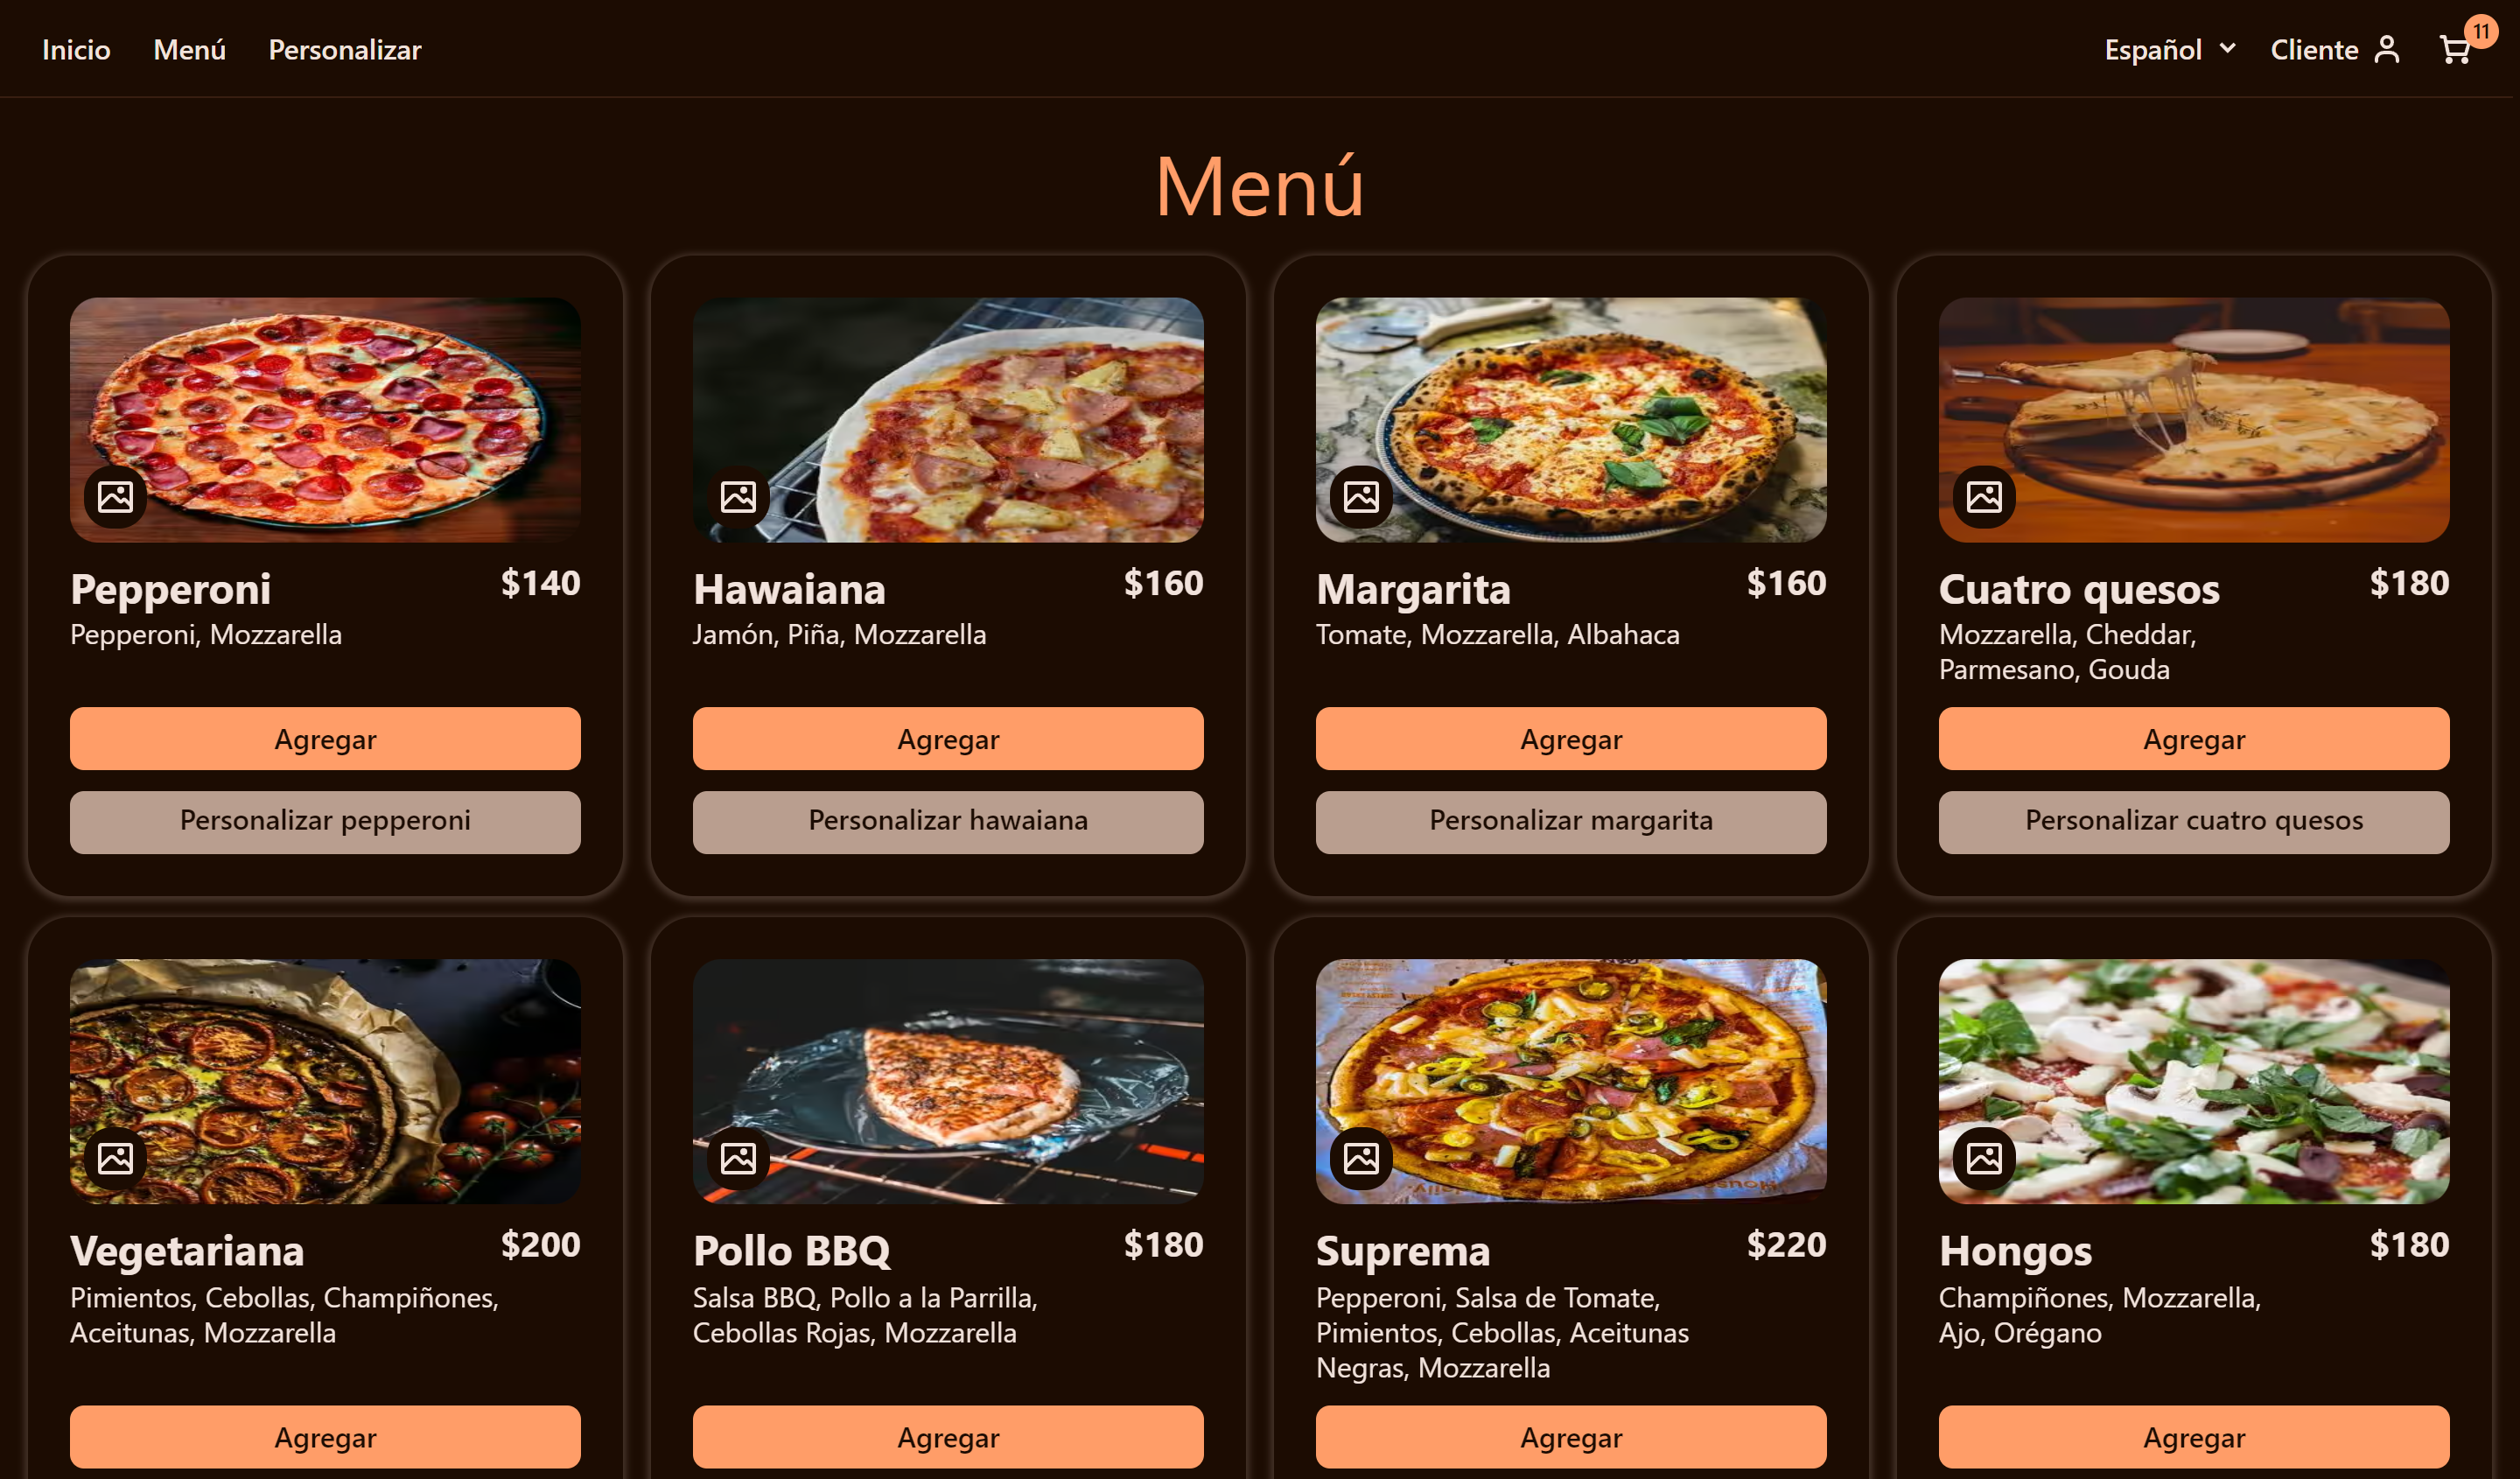 Inicio Menú Personalizar Español Cliente 11
Menú
Pepperoni $140
Pepperoni, Mozzarella
Agregar
Personalizar pepperoni
Hawaiana $160
Jamón, Piña, Mozzarella
Agregar
Personalizar hawaiana
Margarita $160
Tomate, Mozzarella, Albahaca
Agregar
Personalizar margarita
Cuatro quesos $180
Mozzarella, Cheddar,
Parmesano, Gouda
Agregar
Personalizar cuatro quesos
Vegetariana $200
Pimientos, Cebollas, Champiñones,
Aceitunas, Mozzarella
Agregar
Pollo BBQ $180
Salsa BBQ, Pollo a la Parrilla,
Cebollas Rojas, Mozzarella
Agregar
Suprema $220
Pepperoni, Salsa de Tomate,
Pimientos, Cebollas, Aceitunas
Negras, Mozzarella
Agregar
Hongos $180
Champiñones, Mozzarella,
Ajo, Orégano
Agregar